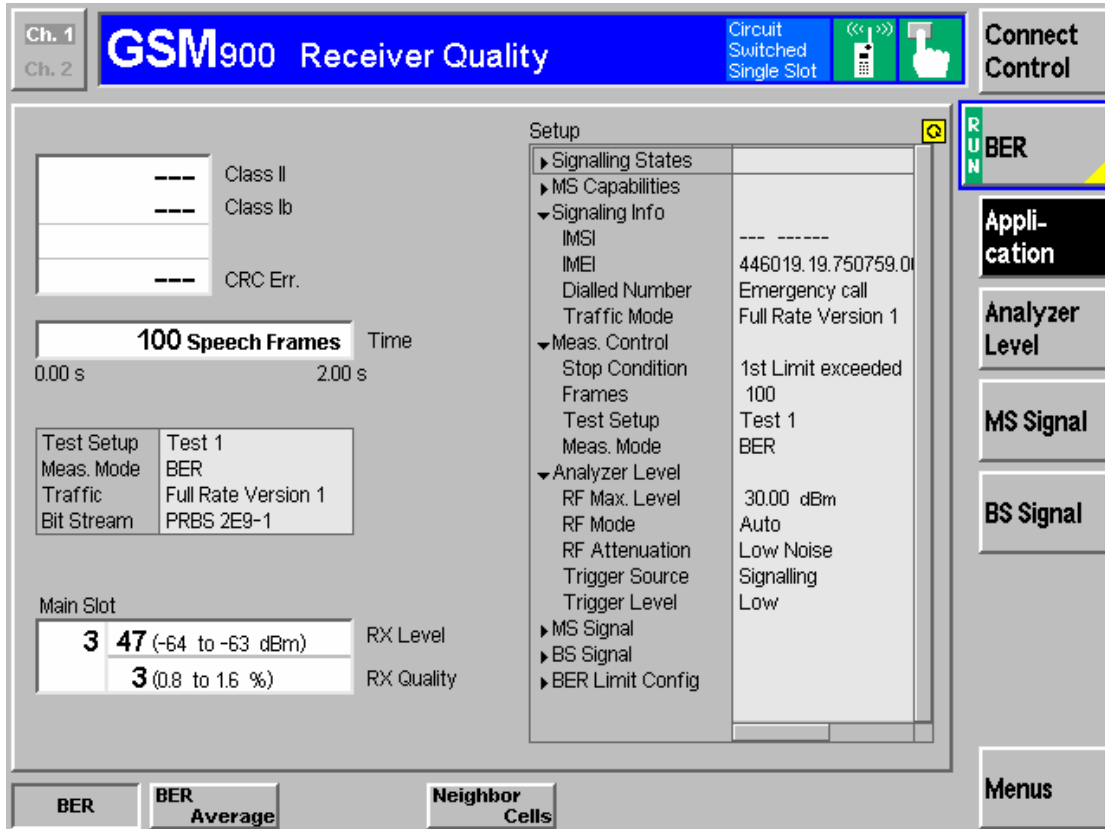 Ch. 1
Ch. 2
GSM900 Receiver Quality
Circuit
Switched
Single Slot
Connect
Control
--- Class II
--- Class Ib
--- CRC Err.
100 Speech Frames Time
0.00 s 2.00 s
Test Setup Test 1
Meas. Mode BER
Traffic Full Rate Version 1
Bit Stream PRBS 2E9-1
Main Slot
3 47 (-64 to -63 dBm) RX Level
3 (0.8 to 1.6 %) RX Quality
Setup
Signalling States
MS Capabilities
Signaling Info
IMSI --- ------
IMEI 446019.19.750759.0
Dialled Number Emergency call
Traffic Mode Full Rate Version 1
Meas. Control
Stop Condition 1st Limit exceeded
Frames 100
Test Setup Test 1
Meas. Mode BER
Analyzer Level
RF Max. Level 30.00 dBm
RF Mode Auto
RF Attenuation Low Noise
Trigger Source Signalling
Trigger Level Low
MS Signal
BS Signal
BER Limit Config
RUN
BER
Appli-
cation
Analyzer
Level
MS Signal
BS Signal
Menus
BER
BER
Average
Neighbor
Cells